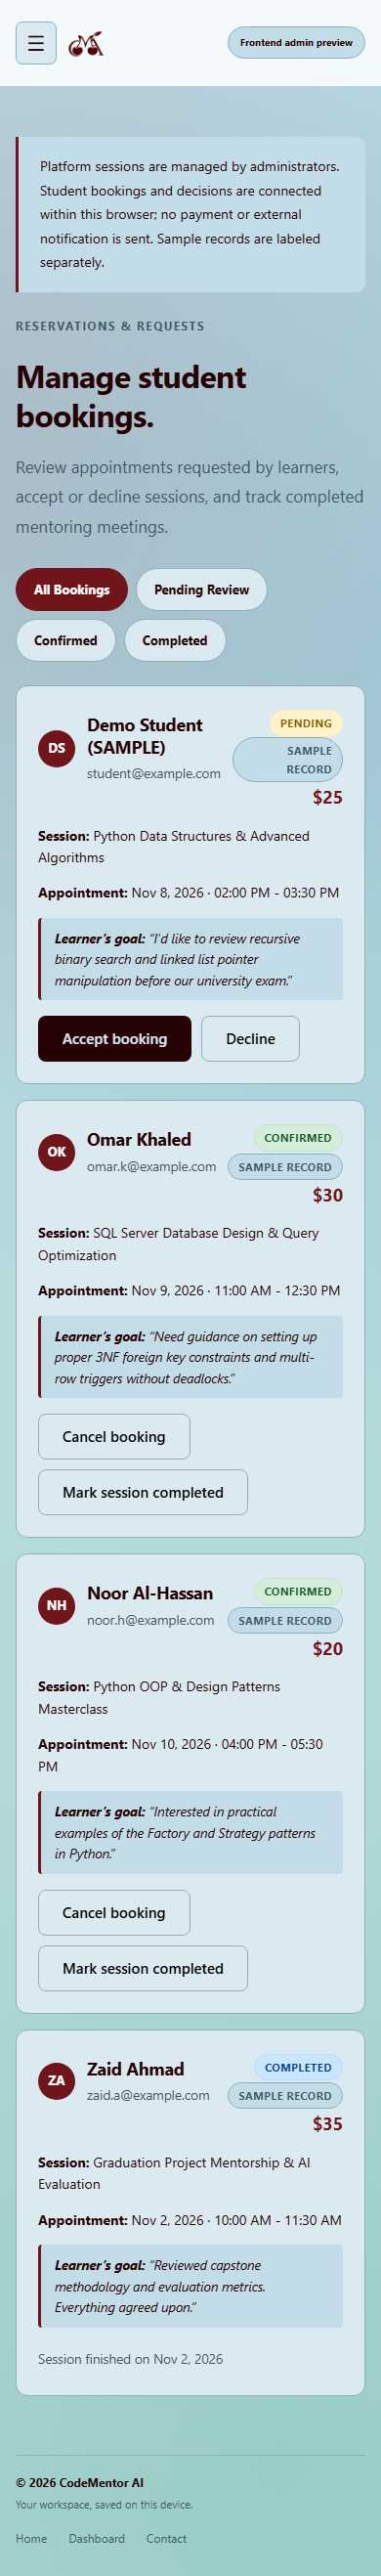 Frontend admin preview
Platform sessions are managed by administrators.
Student bookings and decisions are connected
within this browser; no payment or external
notification is sent. Sample records are labeled
separately.
RESERVATIONS & REQUESTS
Manage student
bookings.
Review appointments requested by learners,
accept or decline sessions, and track completed
mentoring meetings.
All Bookings
Pending Review
Confirmed
Completed
DS
Demo Student
(SAMPLE)
student@example.com
PENDING
SAMPLE
RECORD
$25
Session: Python Data Structures & Advanced
Algorithms
Appointment: Nov 8, 2026 · 02:00 PM - 03:30 PM
Learner's goal: "I'd like to review recursive
binary search and linked list pointer
manipulation before our university exam."
Accept booking
Decline
OK
Omar Khaled
omar.k@example.com
CONFIRMED
SAMPLE RECORD
$30
Session: SQL Server Database Design & Query
Optimization
Appointment: Nov 9, 2026 · 11:00 AM - 12:30 PM
Learner's goal: "Need guidance on setting up
proper 3NF foreign key constraints and multi-
row triggers without deadlocks."
Cancel booking
Mark session completed
NH
Noor Al-Hassan
noor.h@example.com
CONFIRMED
SAMPLE RECORD
$20
Session: Python OOP & Design Patterns
Masterclass
Appointment: Nov 10, 2026 · 04:00 PM - 05:30
PM
Learner's goal: "Interested in practical
examples of the Factory and Strategy patterns
in Python."
Cancel booking
Mark session completed
ZA
Zaid Ahmad
zaid.a@example.com
COMPLETED
SAMPLE RECORD
$35
Session: Graduation Project Mentorship & AI
Evaluation
Appointment: Nov 2, 2026 · 10:00 AM - 11:30 AM
Learner's goal: "Reviewed capstone
methodology and evaluation metrics.
Everything agreed upon."
Session finished on Nov 2, 2026
© 2026 CodeMentor AI
Your workspace, saved on this device.
Home
Dashboard
Contact